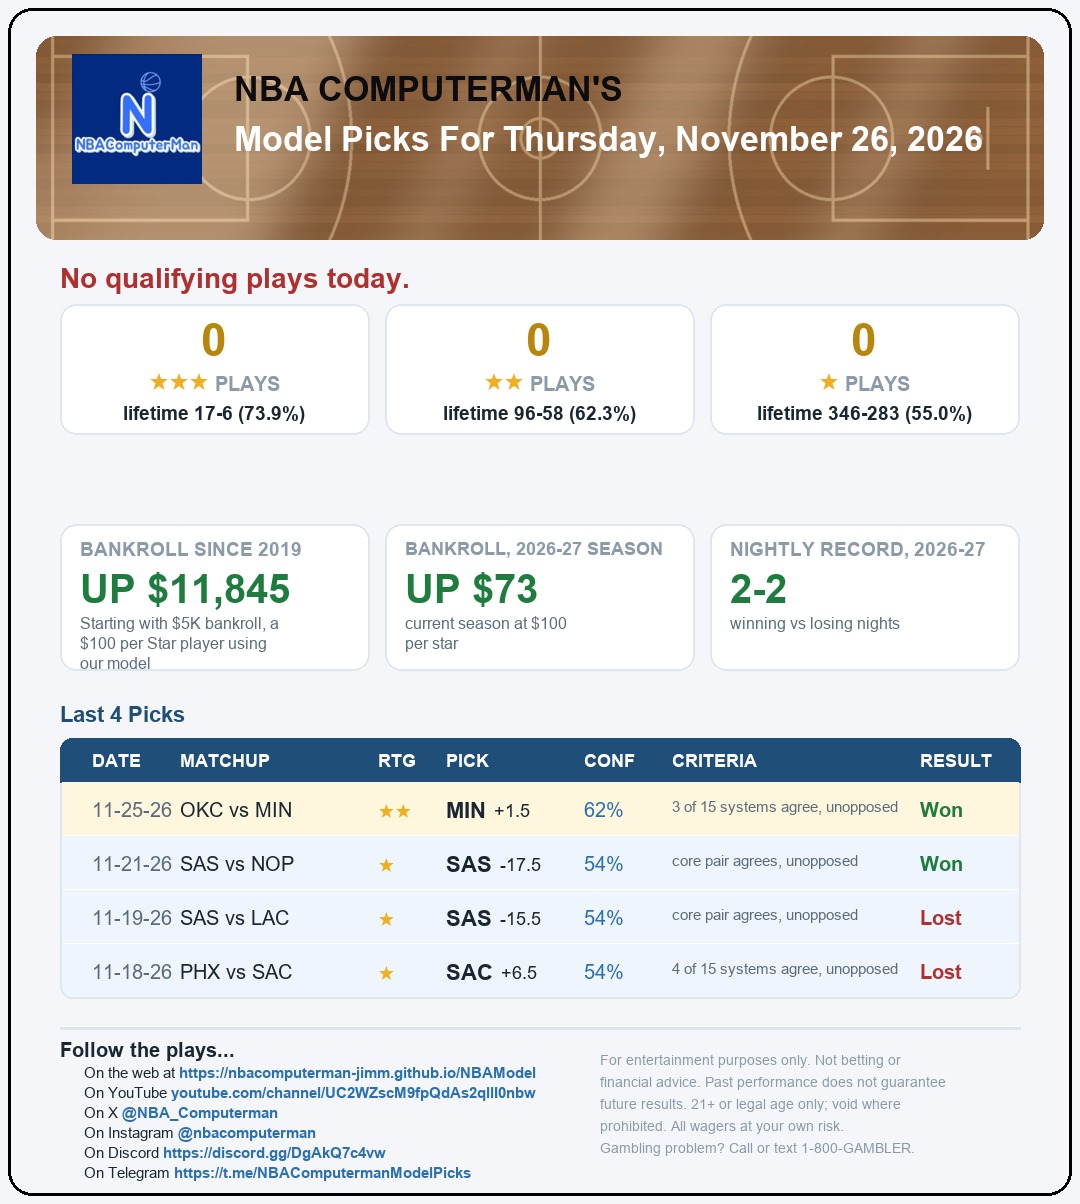 NBAComputerMan
NBA COMPUTERMAN'S
Model Picks For Thursday, November 26, 2026
No qualifying plays today.
0
★★★ PLAYS
lifetime 17-6 (73.9%)
0
★★ PLAYS
lifetime 96-58 (62.3%)
0
★ PLAYS
lifetime 346-283 (55.0%)
BANKROLL SINCE 2019
UP $11,845
Starting with $5K bankroll, a
$100 per Star player using
our model
BANKROLL, 2026-27 SEASON
UP $73
current season at $100
per star
NIGHTLY RECORD, 2026-27
2-2
winning vs losing nights
Last 4 Picks
DATE MATCHUP RTG PICK CONF CRITERIA RESULT
11-25-26 OKC vs MIN ★★ MIN +1.5 62% 3 of 15 systems agree, unopposed Won
11-21-26 SAS vs NOP ★ SAS -17.5 54% core pair agrees, unopposed Won
11-19-26 SAS vs LAC ★ SAS -15.5 54% core pair agrees, unopposed Lost
11-18-26 PHX vs SAC ★ SAC +6.5 54% 4 of 15 systems agree, unopposed Lost
Follow the plays...
On the web at https://nbacomputerman-jimm.github.io/NBAModel
On YouTube youtube.com/channel/UC2WZscM9fpQdAs2qlll0nbw
On X @NBA_Computerman
On Instagram @nbacomputerman
On Discord https://discord.gg/DgAkQ7c4vw
On Telegram https://t.me/NBAComputermanModelPicks
For entertainment purposes only. Not betting or
financial advice. Past performance does not guarantee
future results. 21+ or legal age only; void where
prohibited. All wagers at your own risk.
Gambling problem? Call or text 1-800-GAMBLER.